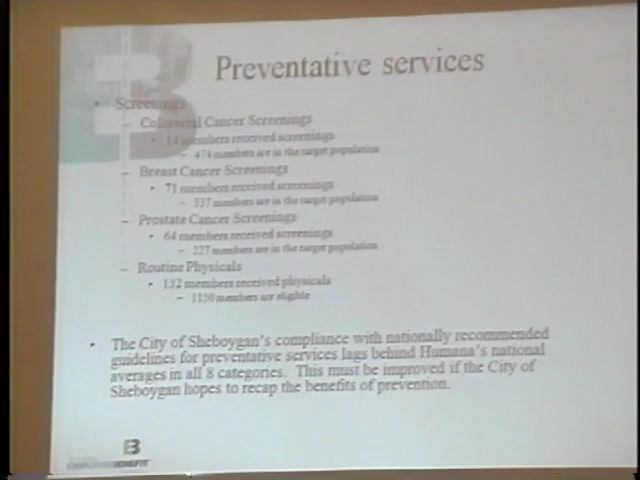 Preventative services
• Screenings
– Colorectal Cancer Screenings
• 14 members received screenings
– 474 members are in the target population
– Breast Cancer Screenings
• 71 members received screenings
– 337 members are in the target population
– Prostate Cancer Screenings
• 64 members received screenings
– 227 members are in the target population
– Routine Physicals
• 132 members received physicals
– 1150 members are eligible
• The City of Sheboygan's compliance with nationally recommended
guidelines for preventative services lags behind Humana's national
averages in all 8 categories. This must be improved if the City of
Sheboygan hopes to recap the benefits of prevention.
B
EMPLOYEE BENEFIT